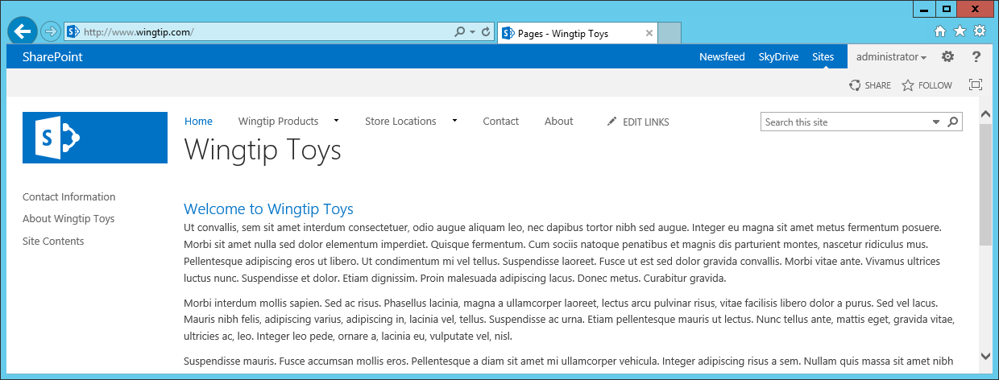 http://www.wingtip.com/
Pages - Wingtip Toys
SharePoint
Newsfeed SkyDrive Sites administrator ?
SHARE FOLLOW
S
Home Wingtip Products Store Locations Contact About EDIT LINKS
Search this site
Wingtip Toys
Contact Information
About Wingtip Toys
Site Contents
Welcome to Wingtip Toys
Ut convallis, sem sit amet interdum consectetuer, odio augue aliquam leo, nec dapibus tortor nibh sed augue. Integer eu magna sit amet metus fermentum posuere.
Morbi sit amet nulla sed dolor elementum imperdiet. Quisque fermentum. Cum sociis natoque penatibus et magnis dis parturient montes, nascetur ridiculus mus.
Pellentesque adipiscing eros ut libero. Ut condimentum mi vel tellus. Suspendisse laoreet. Fusce ut est sed dolor gravida convallis. Morbi vitae ante. Vivamus ultrices
luctus nunc. Suspendisse et dolor. Etiam dignissim. Proin malesuada adipiscing lacus. Donec metus. Curabitur gravida.
Morbi interdum mollis sapien. Sed ac risus. Phasellus lacinia, magna a ullamcorper laoreet, lectus arcu pulvinar risus, vitae facilisis libero dolor a purus. Sed vel lacus.
Mauris nibh felis, adipiscing varius, adipiscing in, lacinia vel, tellus. Suspendisse ac urna. Etiam pellentesque mauris ut lectus. Nunc tellus ante, mattis eget, gravida vitae,
ultricies ac, leo. Integer leo pede, ornare a, lacinia eu, vulputate vel, nisl.
Suspendisse mauris. Fusce accumsan mollis eros. Pellentesque a diam sit amet mi ullamcorper vehicula. Integer adipiscing risus a sem. Nullam quis massa sit amet nibh